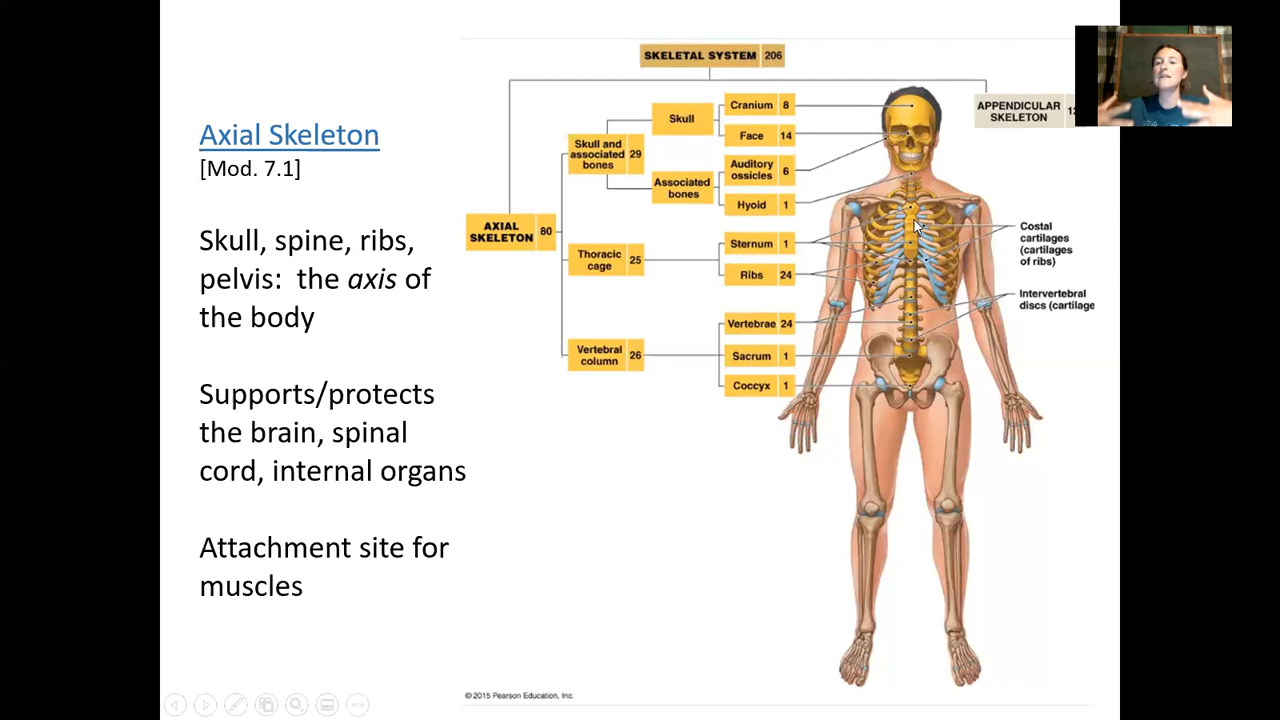 Axial Skeleton
[Mod. 7.1]
Skull, spine, ribs,
pelvis: the axis of
the body
Supports/protects
the brain, spinal
cord, internal organs
Attachment site for
muscles
SKELETAL SYSTEM 206
AXIAL
SKELETON 80
Skull and
associated
bones 29
Skull
Cranium 8
Face 14
Associated
bones
Auditory
ossicles 6
Hyoid 1
Thoracic
cage 25
Sternum 1
Ribs 24
Vertebral
column 26
Vertebrae 24
Sacrum 1
Coccyx 1
APPENDICULAR
SKELETON
Costal
cartilages
(cartilages
of ribs)
Intervertebral
discs (cartilage
© 2015 Pearson Education, Inc.